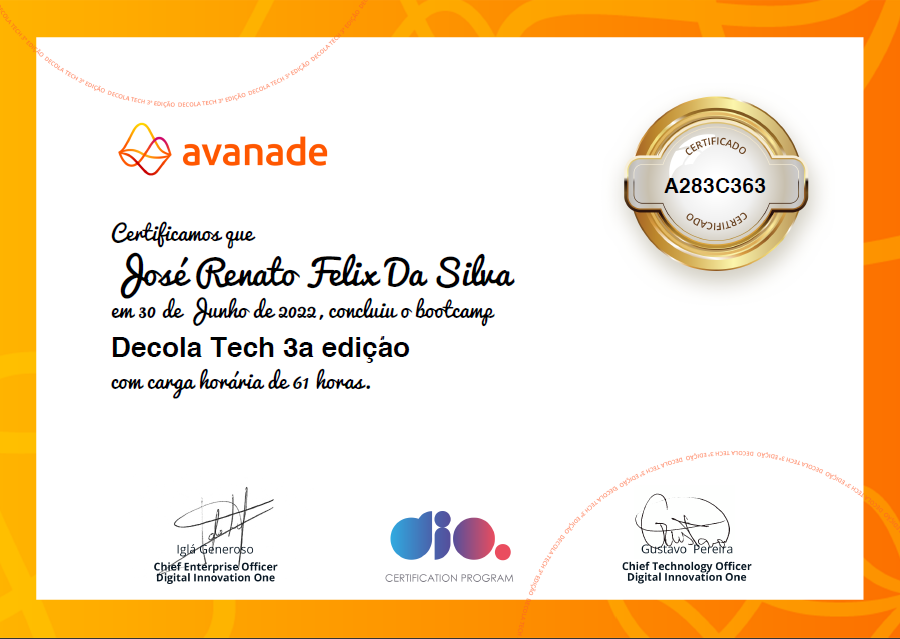 DECOLA TECH 3ª EDIÇÃO DECOLA TECH 3ª EDIÇÃO DECOLA TECH 3ª EDIÇÃO DECOLA TECH 3ª EDIÇÃO
avanade
CERTIFICADO
A283C363
CERTIFICADO
Certificamos que
José Renato Felix Da Silva
em 30 de Junho de 2022, concluiu o bootcamp
Decola Tech 3a edição
com carga horária de 61 horas.
DECOLA TECH 3ª EDIÇÃO DECOLA TECH 3ª EDIÇÃO DECOLA TECH 3ª EDIÇÃO DECOLA TECH 3ª EDIÇÃO
Iglá Generoso
Chief Enterprise Officer
Digital Innovation One
dio.
CERTIFICATION PROGRAM
Gustavo Pereira
Chief Technology Officer
Digital Innovation One